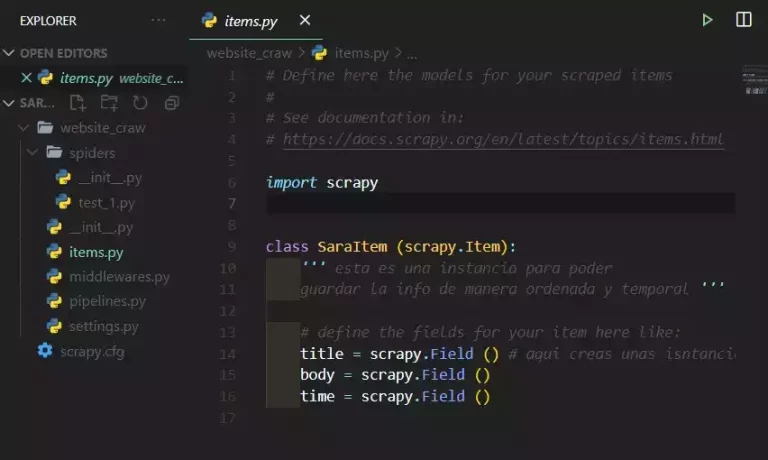 EXPLORER
...
items.py
OPEN EDITORS
items.py website_c...
SAR...
website_craw
spiders
__init__.py
test_1.py
__init__.py
items.py
middlewares.py
pipelines.py
settings.py
scrapy.cfg
website_craw > items.py > ...
1 # Define here the models for your scraped items
2 #
3 # See documentation in:
4 # https://docs.scrapy.org/en/latest/topics/items.html
5
6 import scrapy
7
8
9 class SaraItem (scrapy.Item):
10 ''' esta es una instancia para poder
11 guardar la info de manera ordenada y temporal '''
12
13 # define the fields for your item here like:
14 title = scrapy.Field () # aqui creas unas isntancia
15 body = scrapy.Field ()
16 time = scrapy.Field ()
17